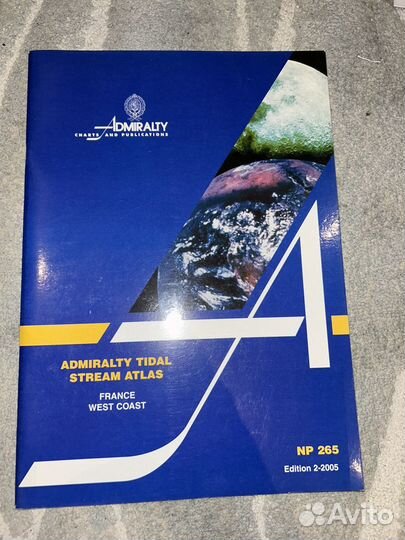 ADMIRALTY
CHARTS AND PUBLICATIONS
ADMIRALTY TIDAL
STREAM ATLAS
FRANCE
WEST COAST
NP 265
Edition 2-2005
Avito